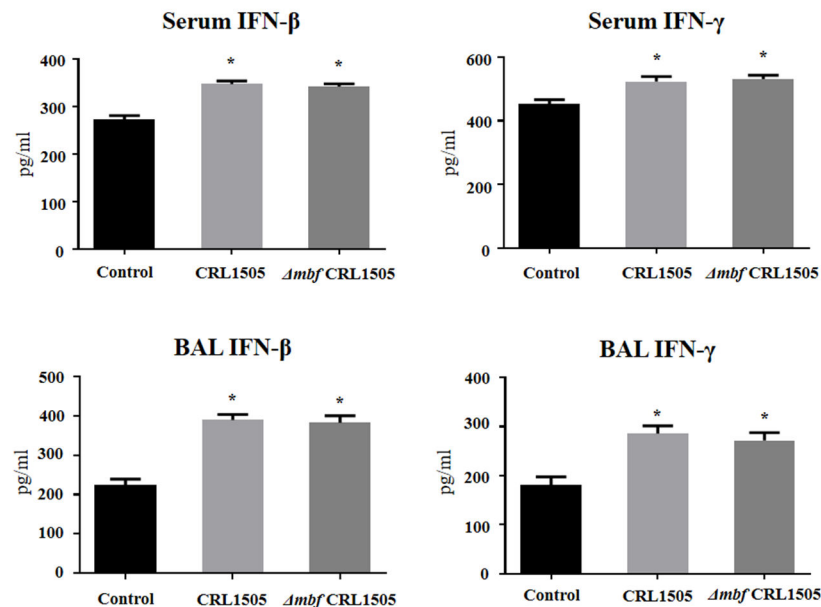 Serum IFN-β
pg/ml
400
300
200
100
0
*
*
Control
CRL1505
Δmbf CRL1505
Serum IFN-γ
pg/ml
600
400
200
0
*
*
Control
CRL1505
Δmbf CRL1505
BAL IFN-β
pg/ml
500
400
300
200
100
0
*
*
Control
CRL1505
Δmbf CRL1505
BAL IFN-γ
pg/ml
400
300
200
100
0
*
*
Control
CRL1505
Δmbf CRL1505